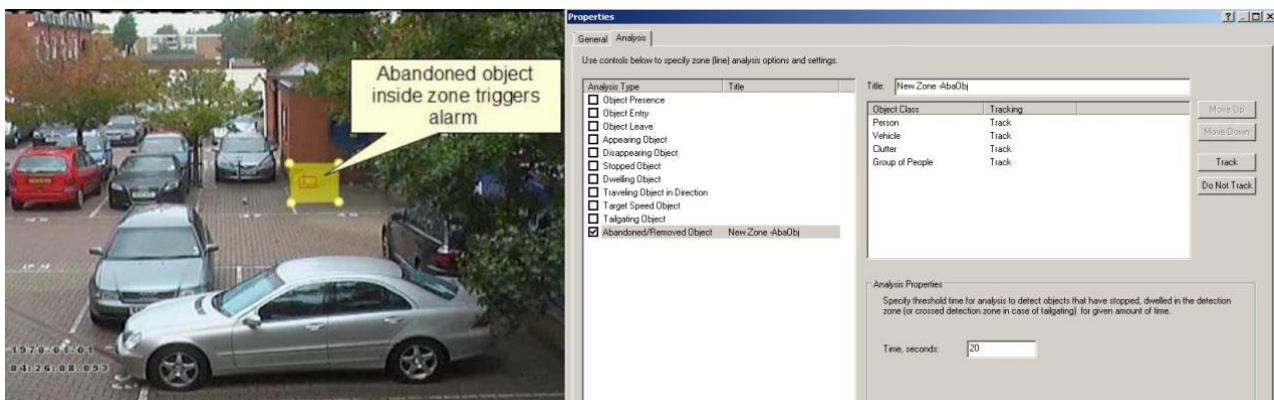 Abandoned object
inside zone triggers
alarm
-1970-01-01
04:26:08.053
Properties
General Analysis
Use controls below to specify zone (line) analysis options and settings.
Analysis Type Title
Object Presence
Object Entry
Object Leave
Appearing Object
Disappearing Object
Stopped Object
Dwelling Object
Traveling Object in Direction
Target Speed Object
Tailgating Object
Abandoned/Removed Object New Zone -AbaObj
Title: New Zone -AbaObj
Object Class Tracking
Person Track
Vehicle Track
Clutter Track
Group of People Track
Move Up
Move Down
Track
Do Not Track
Analysis Properties
Specify threshold time for analysis to detect objects that have stopped, dwelled in the detection
zone (or crossed detection zone in case of tailgating) for given amount of time.
Time, seconds: 20